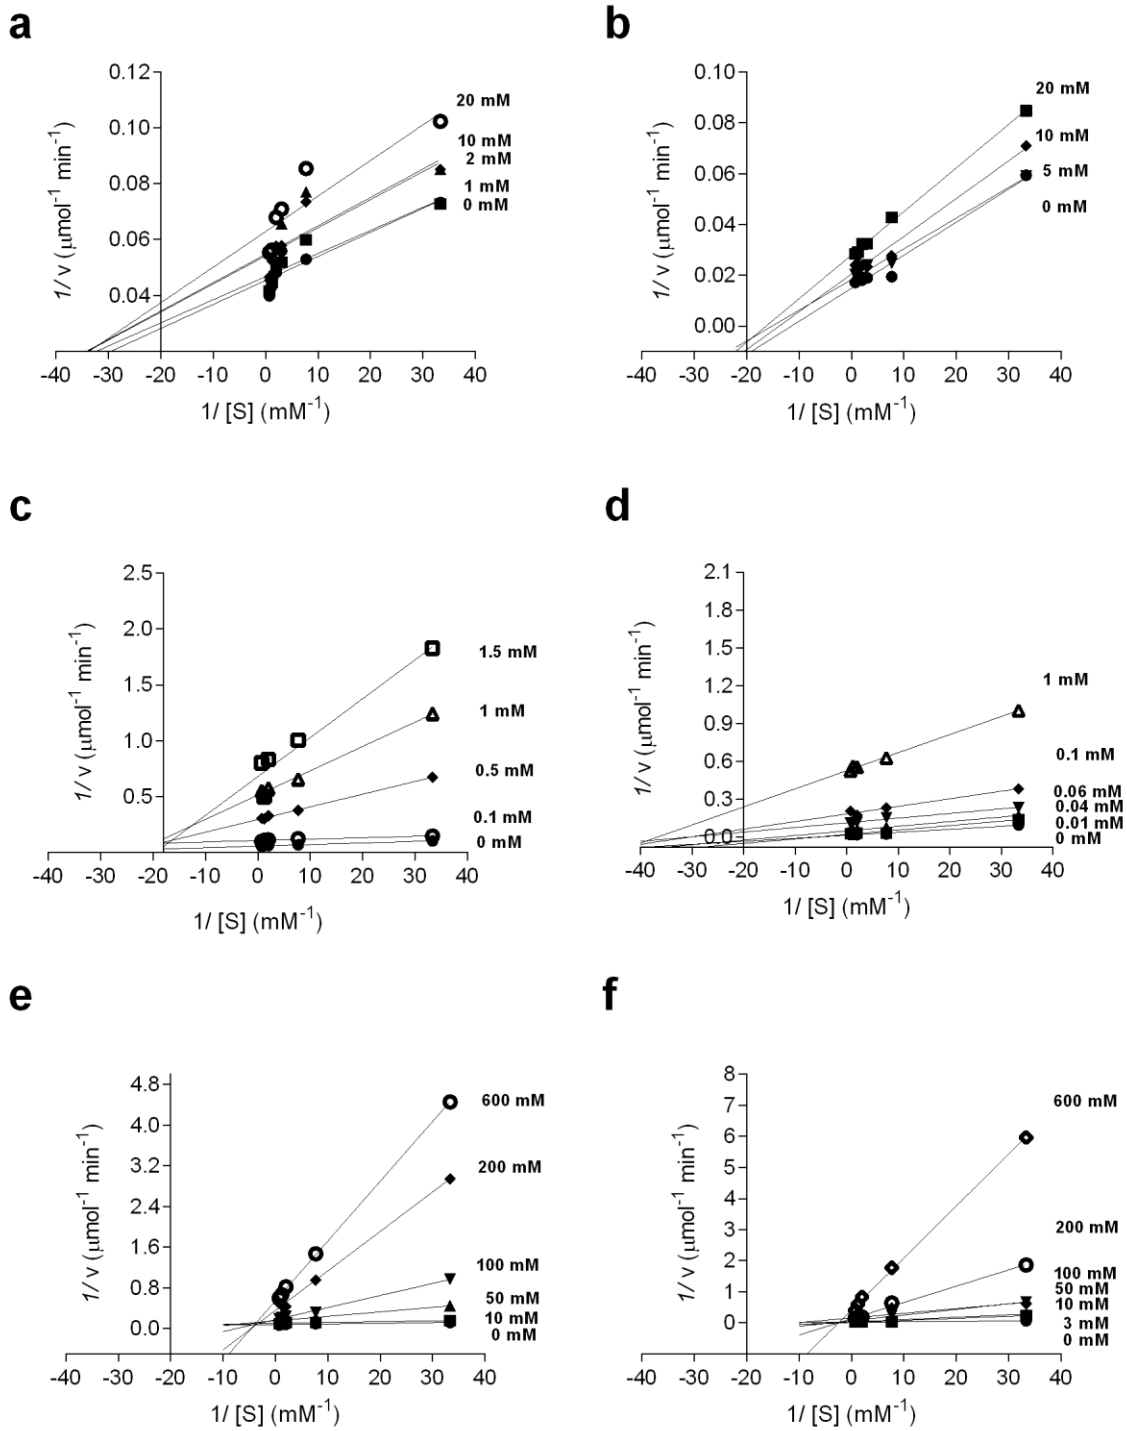 a
0.12
0.10
0.08
0.06
0.04
1/ v (μmol⁻¹ min⁻¹)
20 mM
10 mM
2 mM
1 mM
0 mM
-40 -30 -20 -10 0 10 20 30 40
1/ [S] (mM⁻¹)
b
0.10
0.08
0.06
0.04
0.02
0.00
1/ v (μmol⁻¹ min⁻¹)
20 mM
10 mM
5 mM
0 mM
-40 -30 -20 -10 0 10 20 30 40
1/ [S] (mM⁻¹)
c
2.5
2.0
1.5
1.0
0.5
1/ v (μmol⁻¹ min⁻¹)
1.5 mM
1 mM
0.5 mM
0.1 mM
0 mM
-40 -30 -20 -10 0 10 20 30 40
1/ [S] (mM⁻¹)
d
2.1
1.8
1.5
1.2
0.9
0.6
0.3
0.0
1/ v (μmol⁻¹ min⁻¹)
1 mM
0.1 mM
0.06 mM
0.04 mM
0.01 mM
0 mM
-40 -30 -20 -10 0 10 20 30 40
1/ [S] (mM⁻¹)
e
4.8
4.0
3.2
2.4
1.6
0.8
0.0
1/ v (μmol⁻¹ min⁻¹)
600 mM
200 mM
100 mM
50 mM
10 mM
0 mM
-40 -30 -20 -10 0 10 20 30 40
1/ [S] (mM⁻¹)
f
8
7
6
5
4
3
2
1
0
1/ v (μmol⁻¹ min⁻¹)
600 mM
200 mM
100 mM
50 mM
10 mM
3 mM
0 mM
-40 -30 -20 -10 0 10 20 30 40
1/ [S] (mM⁻¹)